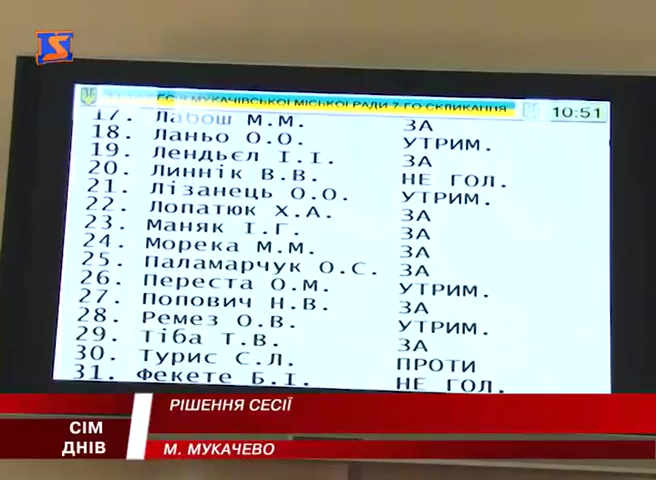 МУКАЧІВСЬКОЇ МІСЬКОЇ РАДИ 7-ГО СКЛИКАННЯ 10:51
17. Лабош М.М. ЗА
18. Ланьо О.О. УТРИМ.
19. Лендьєл І.І. ЗА
20. Линнік В.В. НЕ ГОЛ.
21. Лізанець О.О. УТРИМ.
22. Лопатюк Х.А. ЗА
23. Маняк І.Г. ЗА
24. Морека М.М. ЗА
25. Паламарчук О.С. ЗА
26. Переста О.М. УТРИМ.
27. Попович Н.В. ЗА
28. Ремез О.В. УТРИМ.
29. Тіба Т.В. ЗА
30. Турис С.Л. ПРОТИ
31. Фекете Б.І. НЕ ГОЛ.
РІШЕННЯ СЕСІЇ
СІМ
ДНІВ
М. МУКАЧЕВО